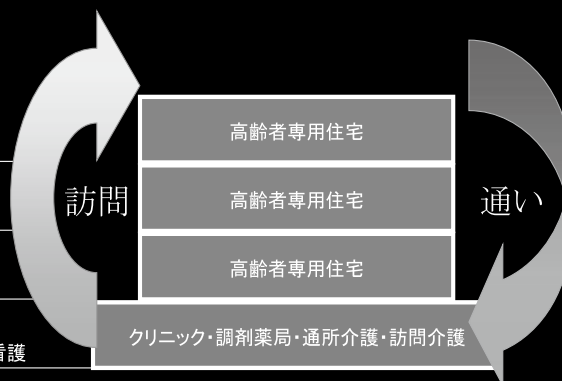 高齢者専用住宅
訪問
高齢者専用住宅
通い
高齢者専用住宅
クリニック・調剤薬局・通所介護・訪問介護
看護